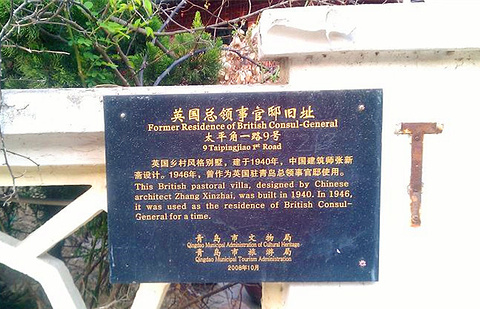 英国总领事官邸旧址
Former Residence of British Consul-General
太平角一路9号
9 Taipingjiao 1st Road
英国乡村风格别墅，建于1940年，中国建筑师张新
斋设计。1946年，曾作为英国驻青岛总领事官邸使用。
This British pastoral villa, designed by Chinese
architect Zhang Xinzhai, was built in 1940. In 1946,
it was used as the residence of British Consul-
General for a time.
青岛市文物局
Qingdao Municipal Administration of Cultural Heritage
青岛市旅游局
Qingdao Municipal Tourism Administration
2008年10月